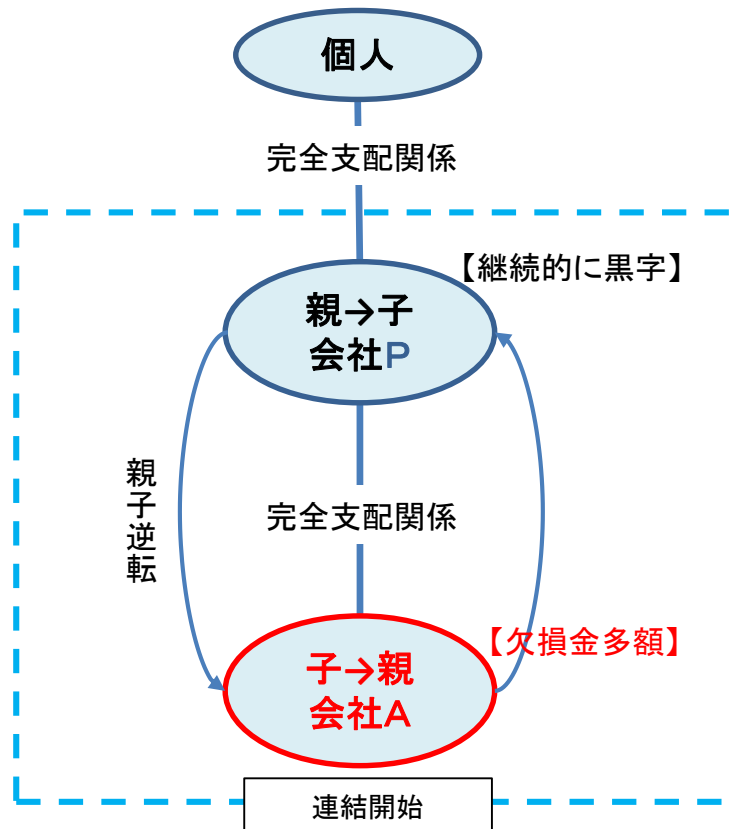 個人
完全支配関係
【継続的に黒字】
親→子
会社P
親子逆転
完全支配関係
【欠損金多額】
子→親
会社A
連結開始